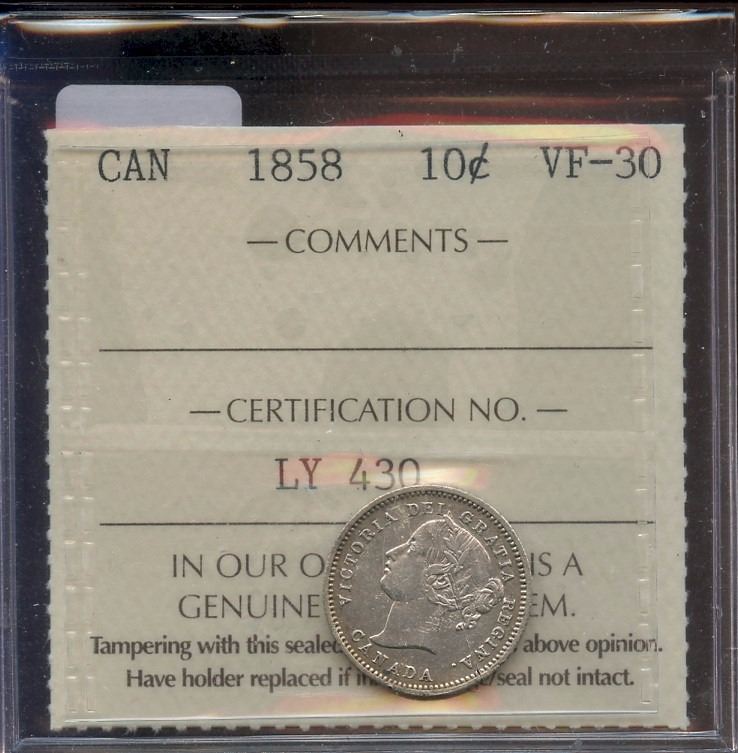 CAN 1858 10¢ VF-30
— COMMENTS —
— CERTIFICATION NO. —
LY 430
IN OUR O IS A
GENUINE EM.
Tampering with this sealed above opinion.
Have holder replaced if /seal not intact.
VICTORIA DEI GRATIA REGINA.
CANADA